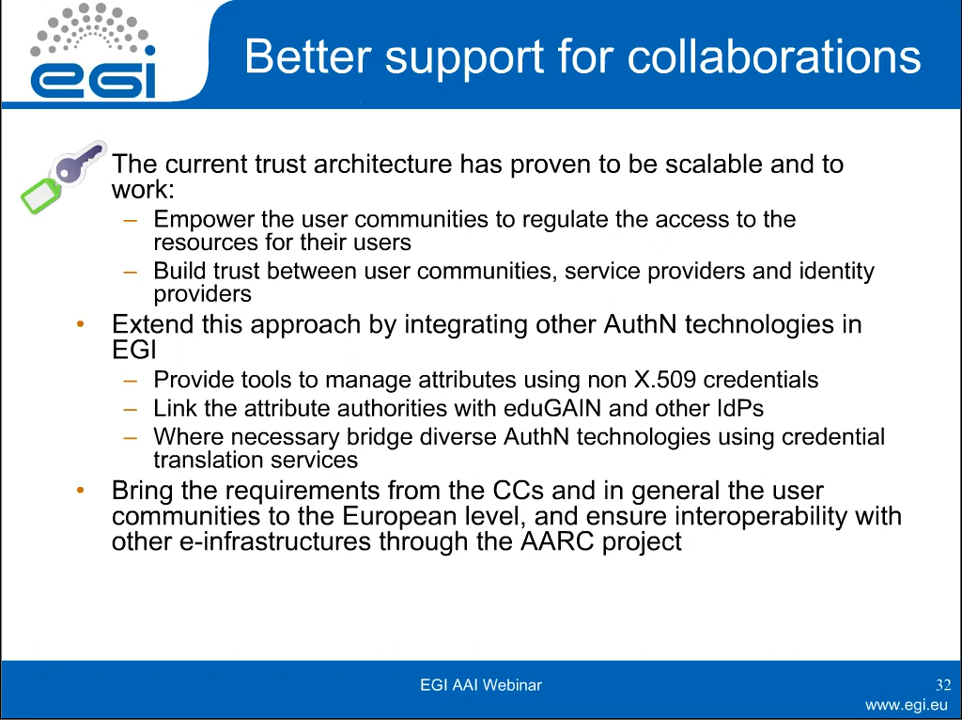 egi
Better support for collaborations
The current trust architecture has proven to be scalable and to
work:
– Empower the user communities to regulate the access to the
resources for their users
– Build trust between user communities, service providers and identity
providers
• Extend this approach by integrating other AuthN technologies in
EGI
– Provide tools to manage attributes using non X.509 credentials
– Link the attribute authorities with eduGAIN and other IdPs
– Where necessary bridge diverse AuthN technologies using credential
translation services
• Bring the requirements from the CCs and in general the user
communities to the European level, and ensure interoperability with
other e-infrastructures through the AARC project
EGI AAI Webinar
32
www.egi.eu